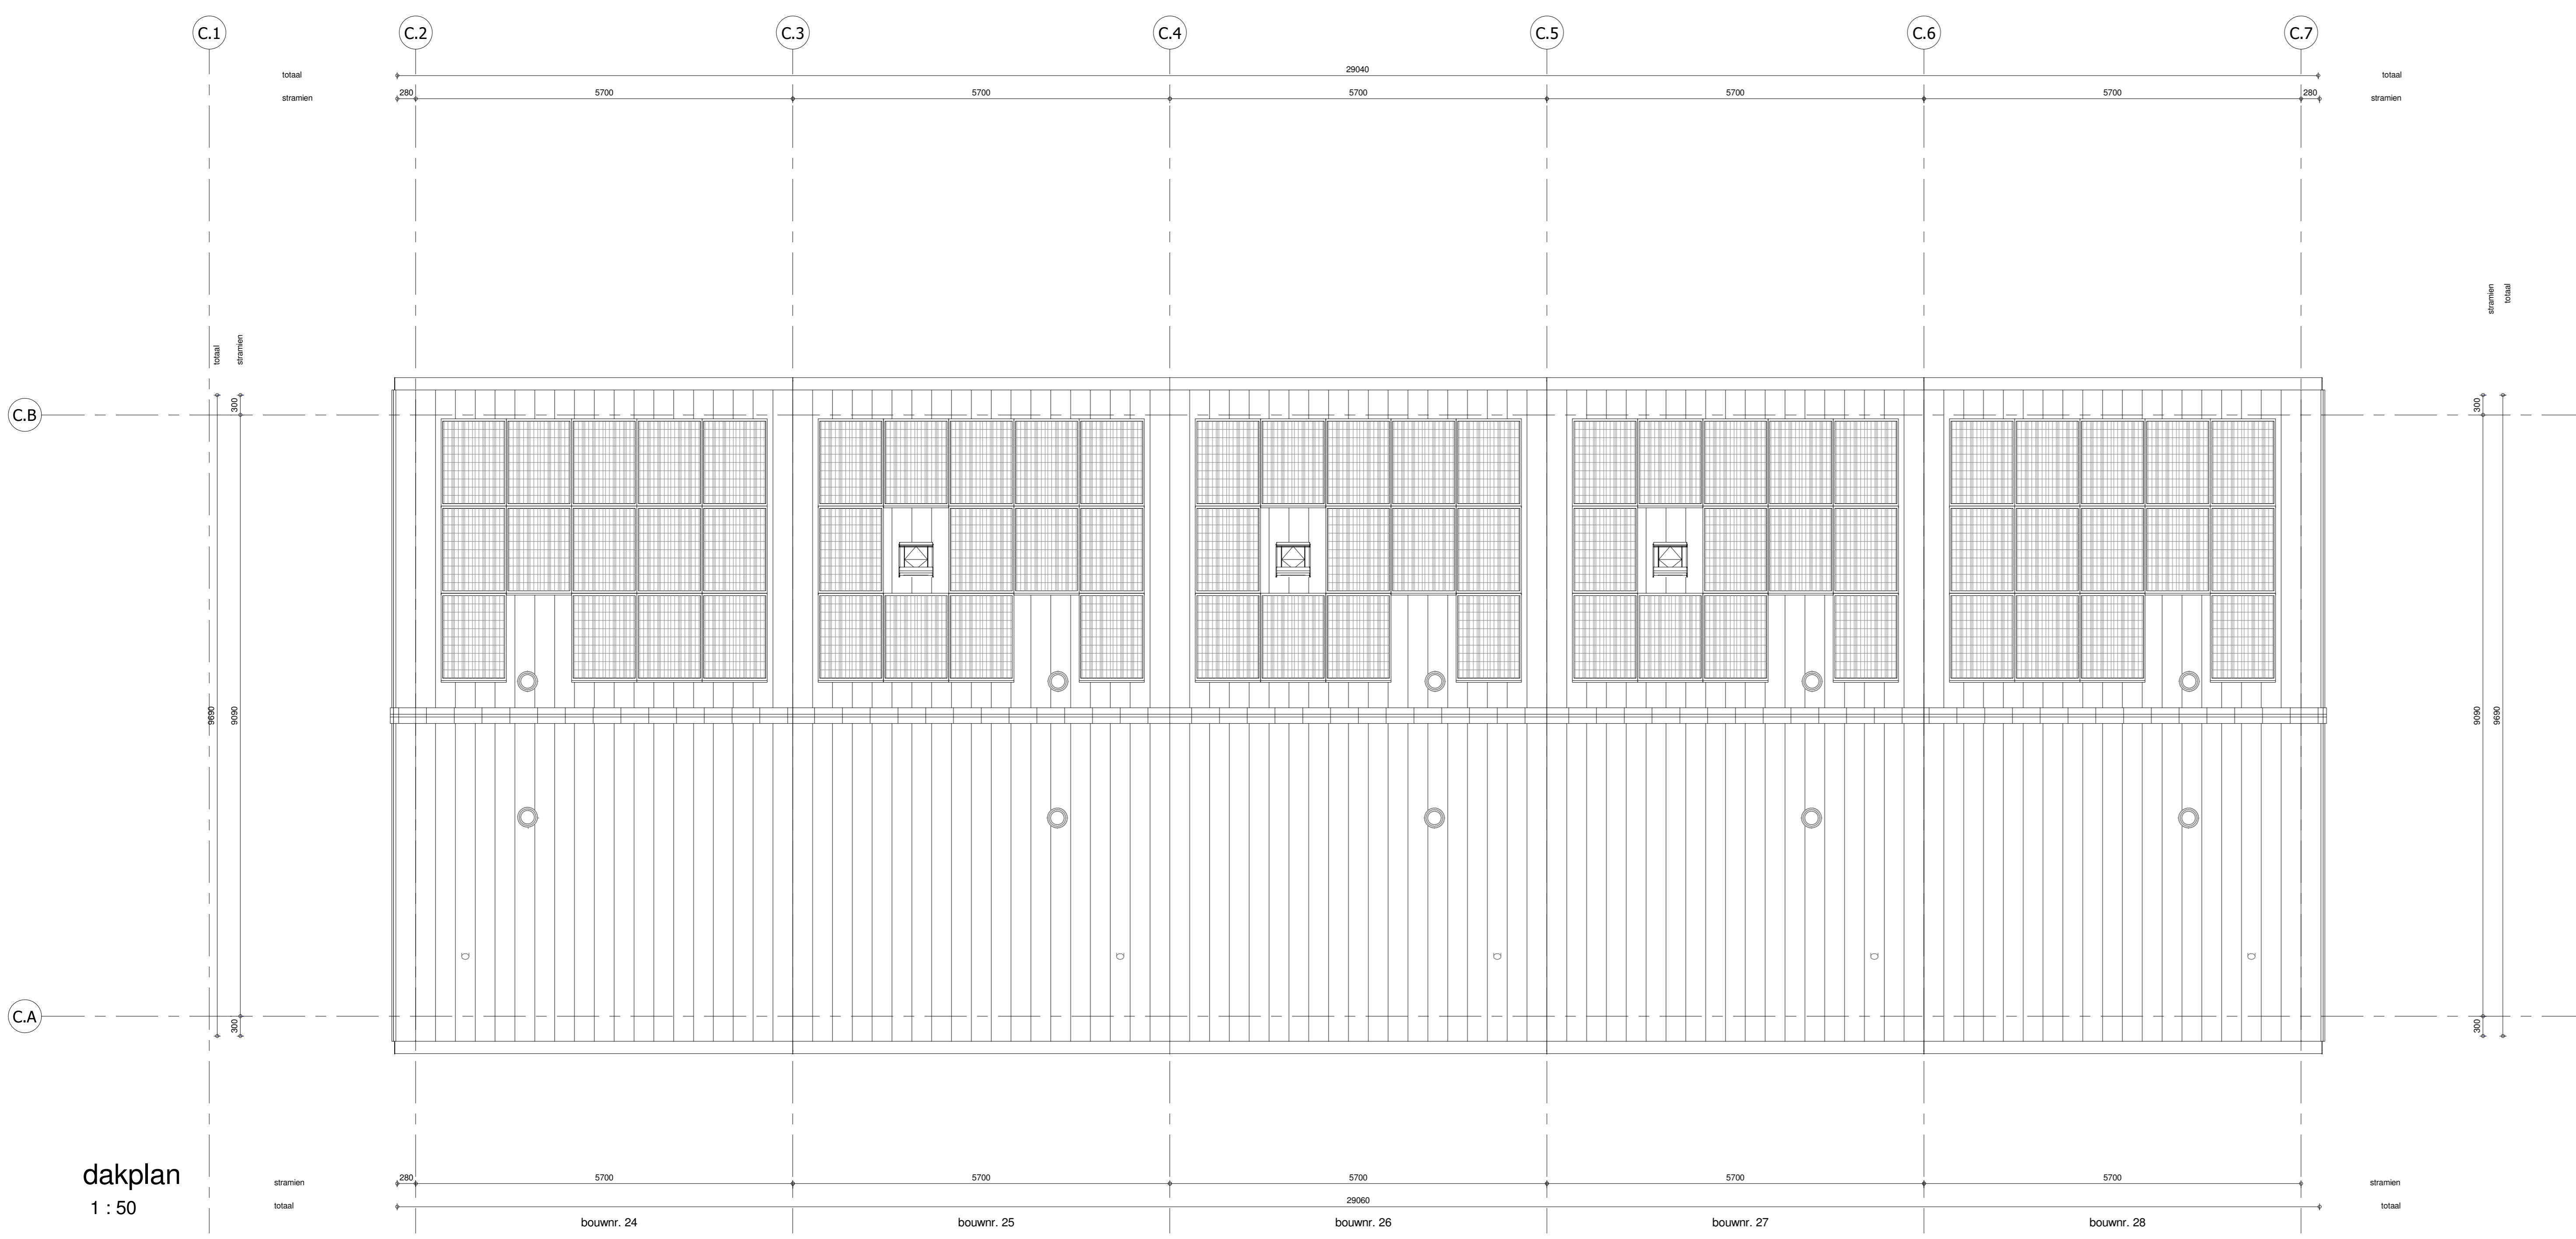 C.1 C.2 C.3 C.4 C.5 C.6 C.7
totaal 29040 totaal
stramien 280 5700 5700 5700 5700 5700 280 stramien
totaal stramien stramien totaal
C.B 300 300
9690 9090 9090 9690
C.A 300 300
dakplan
1 : 50
stramien 280 5700 5700 5700 5700 5700 stramien
totaal 29060 totaal
bouwnr. 24 bouwnr. 25 bouwnr. 26 bouwnr. 27 bouwnr. 28